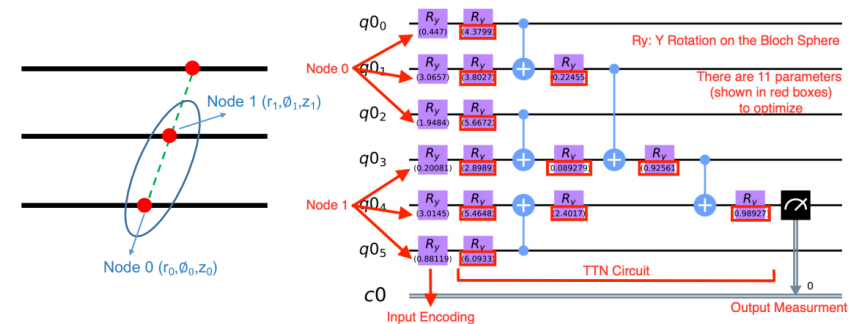 Node 1 (r1,ø1,z1)
Node 0 (r0,ø0,z0)
q0₀
Ry
(0.447)
Ry
(4.3799)
Ry: Y Rotation on the Bloch Sphere
Node 0
q0₁
Ry
(3.0657)
Ry
(3.8027)
Ry
0.22455
There are 11 parameters
(shown in red boxes)
to optimize
q0₂
Ry
(1.9484)
Ry
(5.6672)
q0₃
Ry
(0.20081)
Ry
(2.8989)
Ry
0.089279
Ry
(0.92561)
Node 1
q0₄
Ry
(3.0145)
Ry
(5.4648)
Ry
(2.4017)
Ry
0.98927
q0₅
Ry
(0.88119)
Ry
(6.0933)
TTN Circuit
c0
0
Input Encoding
Output Measurment